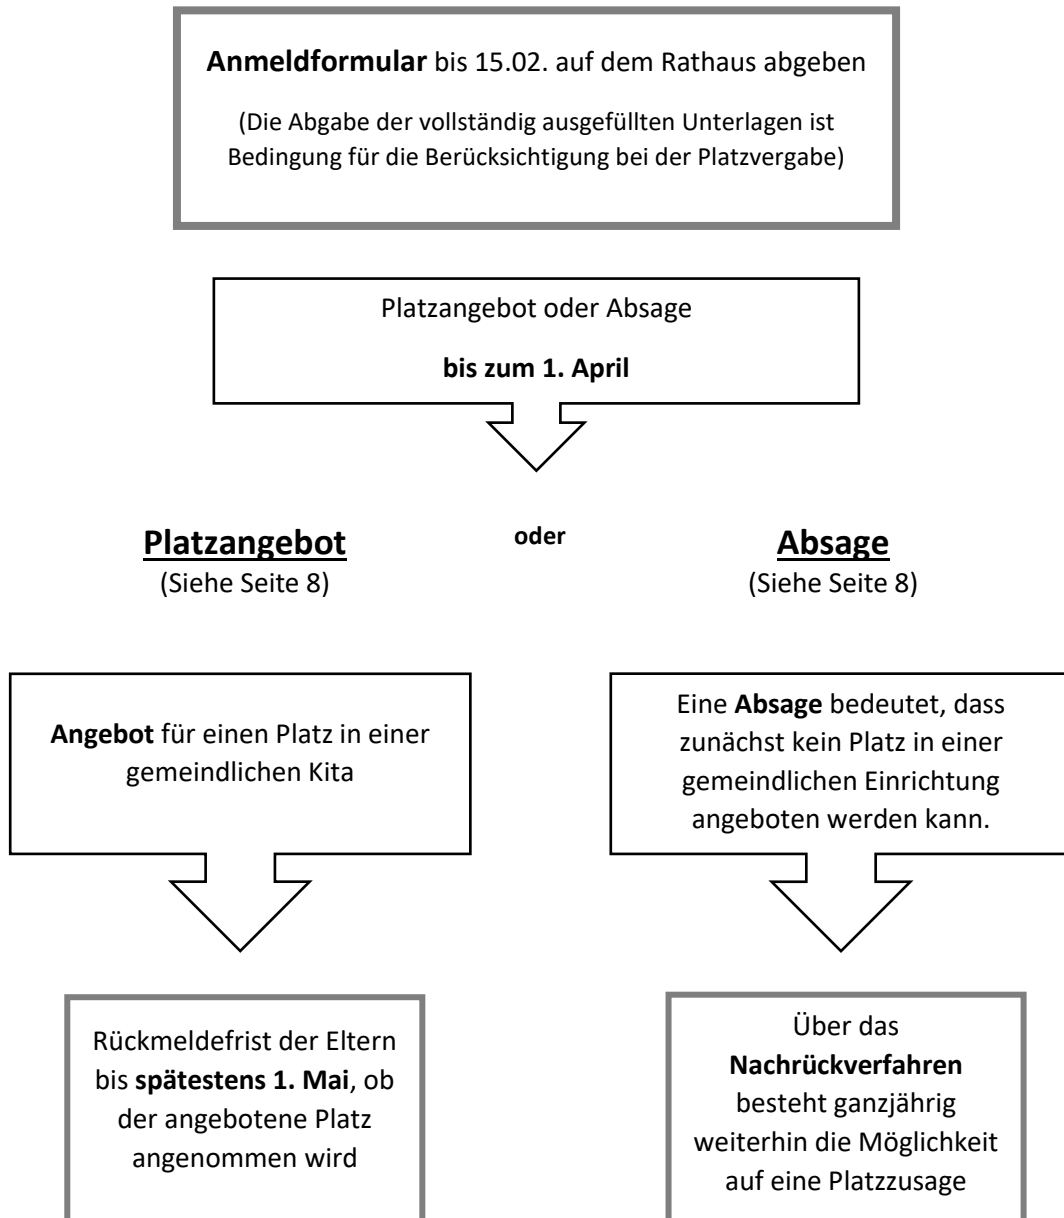 Anmeldformular bis 15.02. auf dem Rathaus abgeben
(Die Abgabe der vollständig ausgefüllten Unterlagen ist
Bedingung für die Berücksichtigung bei der Platzvergabe)
Platzangebot oder Absage
bis zum 1. April
Platzangebot
(Siehe Seite 8)
oder
Absage
(Siehe Seite 8)
Angebot für einen Platz in einer
gemeindlichen Kita
Eine Absage bedeutet, dass
zunächst kein Platz in einer
gemeindlichen Einrichtung
angeboten werden kann.
Rückmeldefrist der Eltern
bis spätestens 1. Mai, ob
der angebotene Platz
angenommen wird
Über das
Nachrückverfahren
besteht ganzjährig
weiterhin die Möglichkeit
auf eine Platzzusage